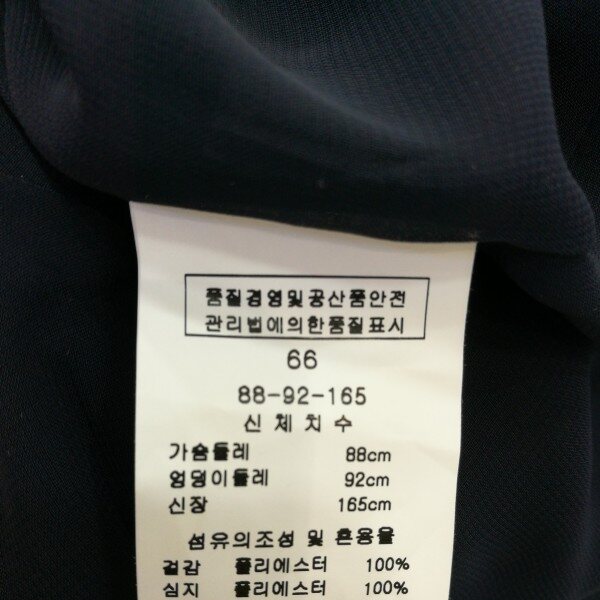 품질경영및공산품안전
관리법에의한품질표시
66
88-92-165
신체치수
가슴둘레 88cm
엉덩이둘레 92cm
신장 165cm
섬유의조성 및 혼용율
겉감 폴리에스터 100%
심지 폴리에스터 100%